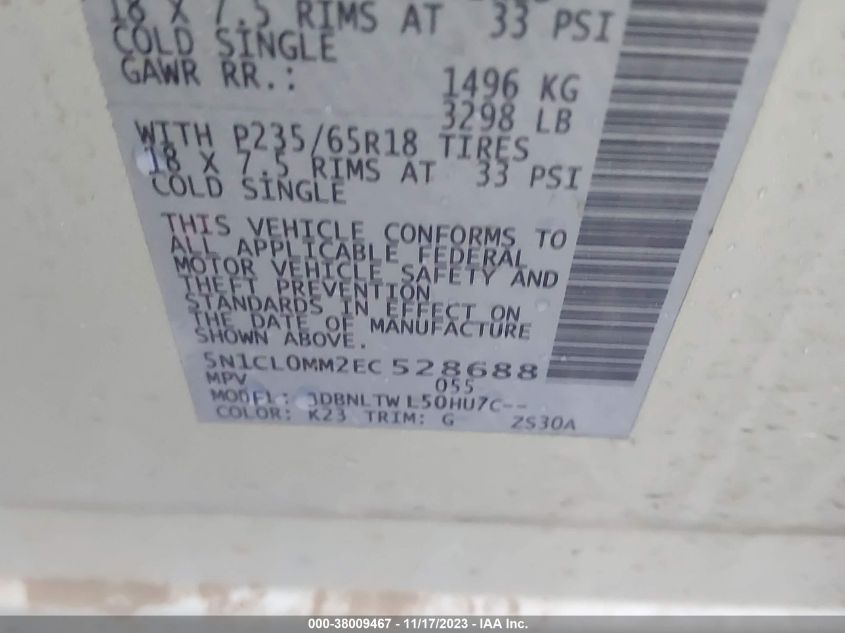 18 X 7.5 RIMS AT 33 PSI
COLD SINGLE
GAWR RR.: 1496 KG
3298 LB
WITH P235/65R18 TIRES
18 X 7.5 RIMS AT 33 PSI
COLD SINGLE
THIS VEHICLE CONFORMS TO
ALL APPLICABLE FEDERAL
MOTOR VEHICLE SAFETY AND
THEFT PREVENTION
STANDARDS IN EFFECT ON
THE DATE OF MANUFACTURE
SHOWN ABOVE.
5N1CL0MM2EC528688
MPV 055
MODEL: JDBNLTWL50HU7C--
COLOR: K23 TRIM: G ZS30A
000-38009467 - 11/17/2023 - IAA Inc.